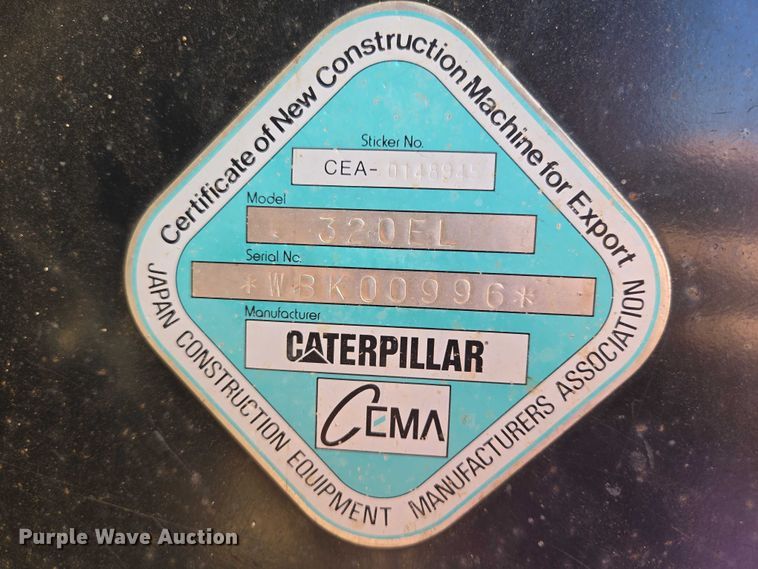 Certificate of New Construction Machine for Export
Sticker No.
CEA- 0148945
Model
320EL
Serial No.
*WBK00996*
Manufacturer
CATERPILLAR
CEMA
JAPAN CONSTRUCTION EQUIPMENT MANUFACTURERS ASSOCIATION
Purple Wave Auction®